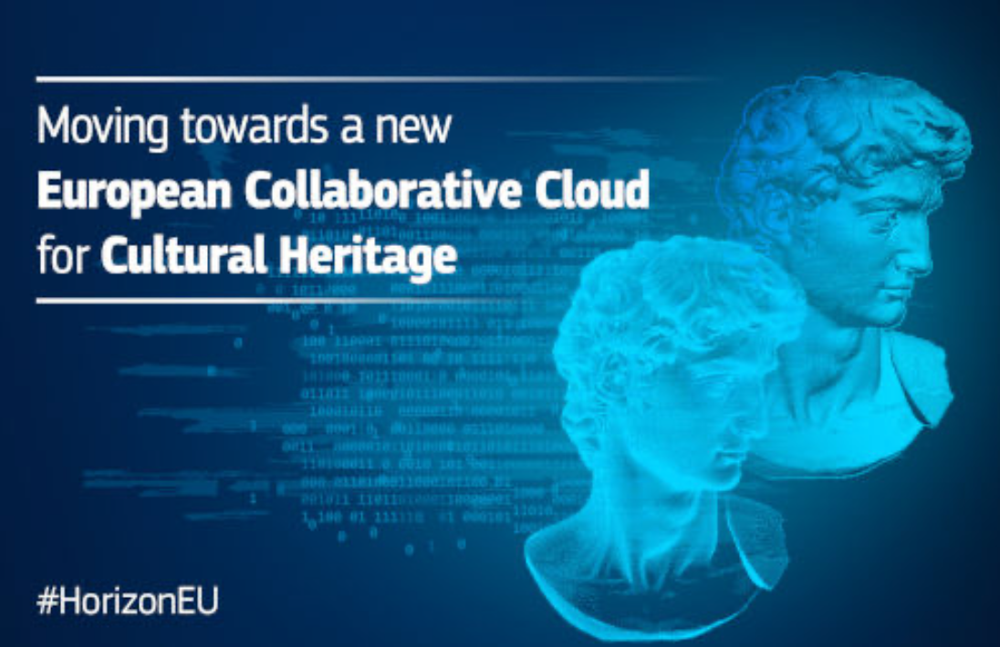 Moving towards a new
European Collaborative Cloud
for Cultural Heritage
#HorizonEU